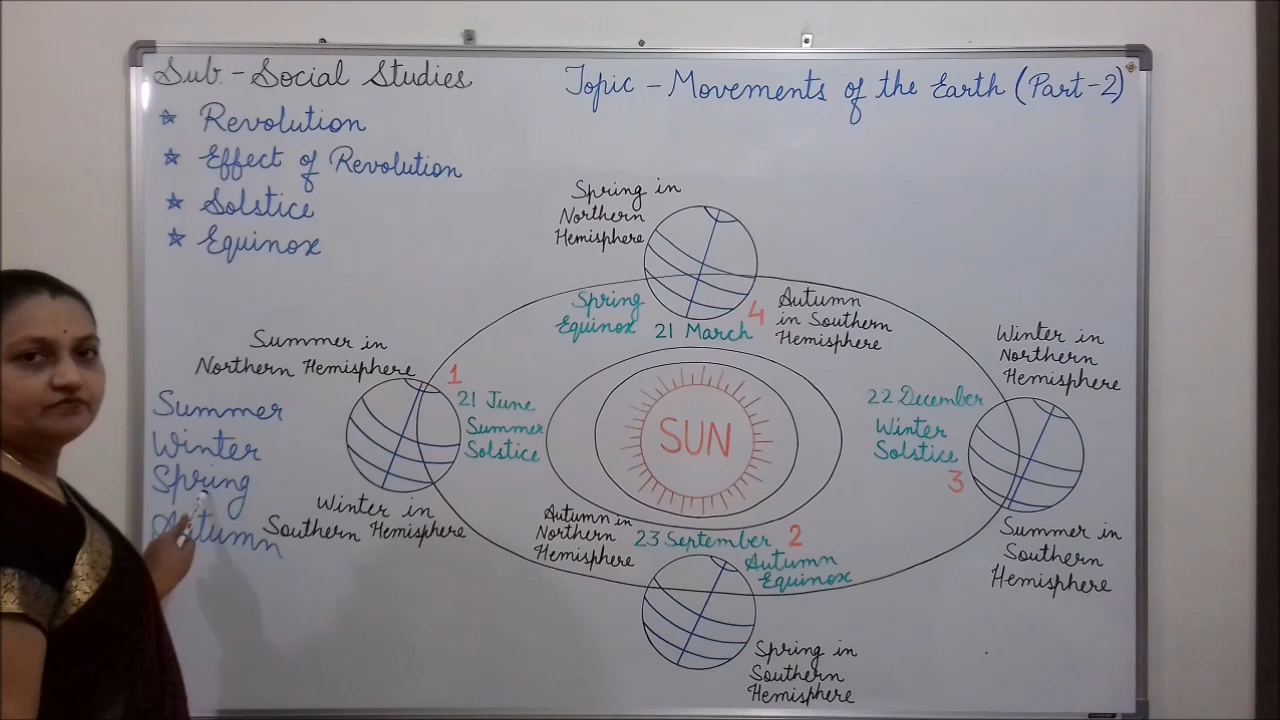 Sub. - Social Studies
Topic - Movements of the Earth (Part-2)
☆ Revolution
☆ Effect of Revolution
☆ Solstice
☆ Equinox
Spring in
Northern
Hemisphere
Spring
Equinox
21 March
4
Autumn
in Southern
Hemisphere
Summer in
Northern Hemisphere
1
21 June
Summer
Solstice
Winter in
Southern Hemisphere
Summer
Winter
Spring
Autumn
SUN
22 December
Winter
Solstice
3
Winter in
Northern
Hemisphere
Summer in
Southern
Hemisphere
Autumn in
Northern
Hemisphere
23 September
2
Autumn
Equinox
Spring in
Southern
Hemisphere